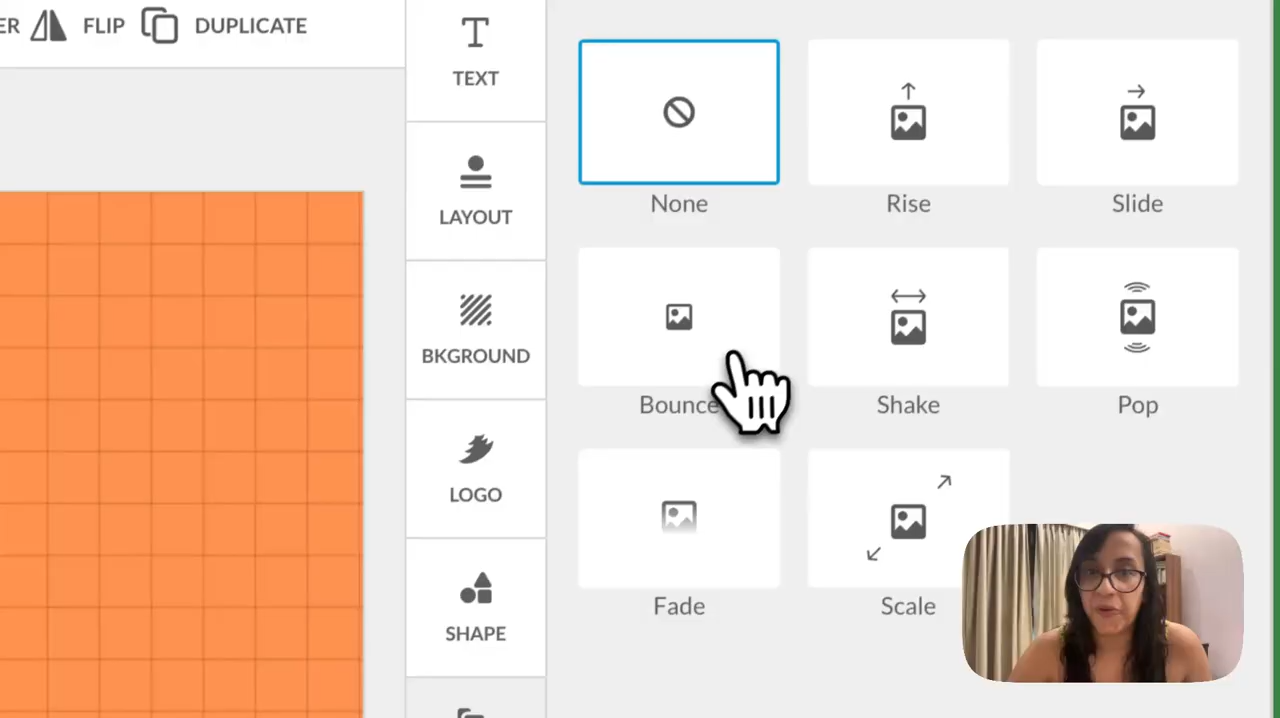 ER FLIP DUPLICATE
TEXT
LAYOUT
BKGROUND
LOGO
SHAPE
None Rise Slide
Bounce Shake Pop
Fade Scale